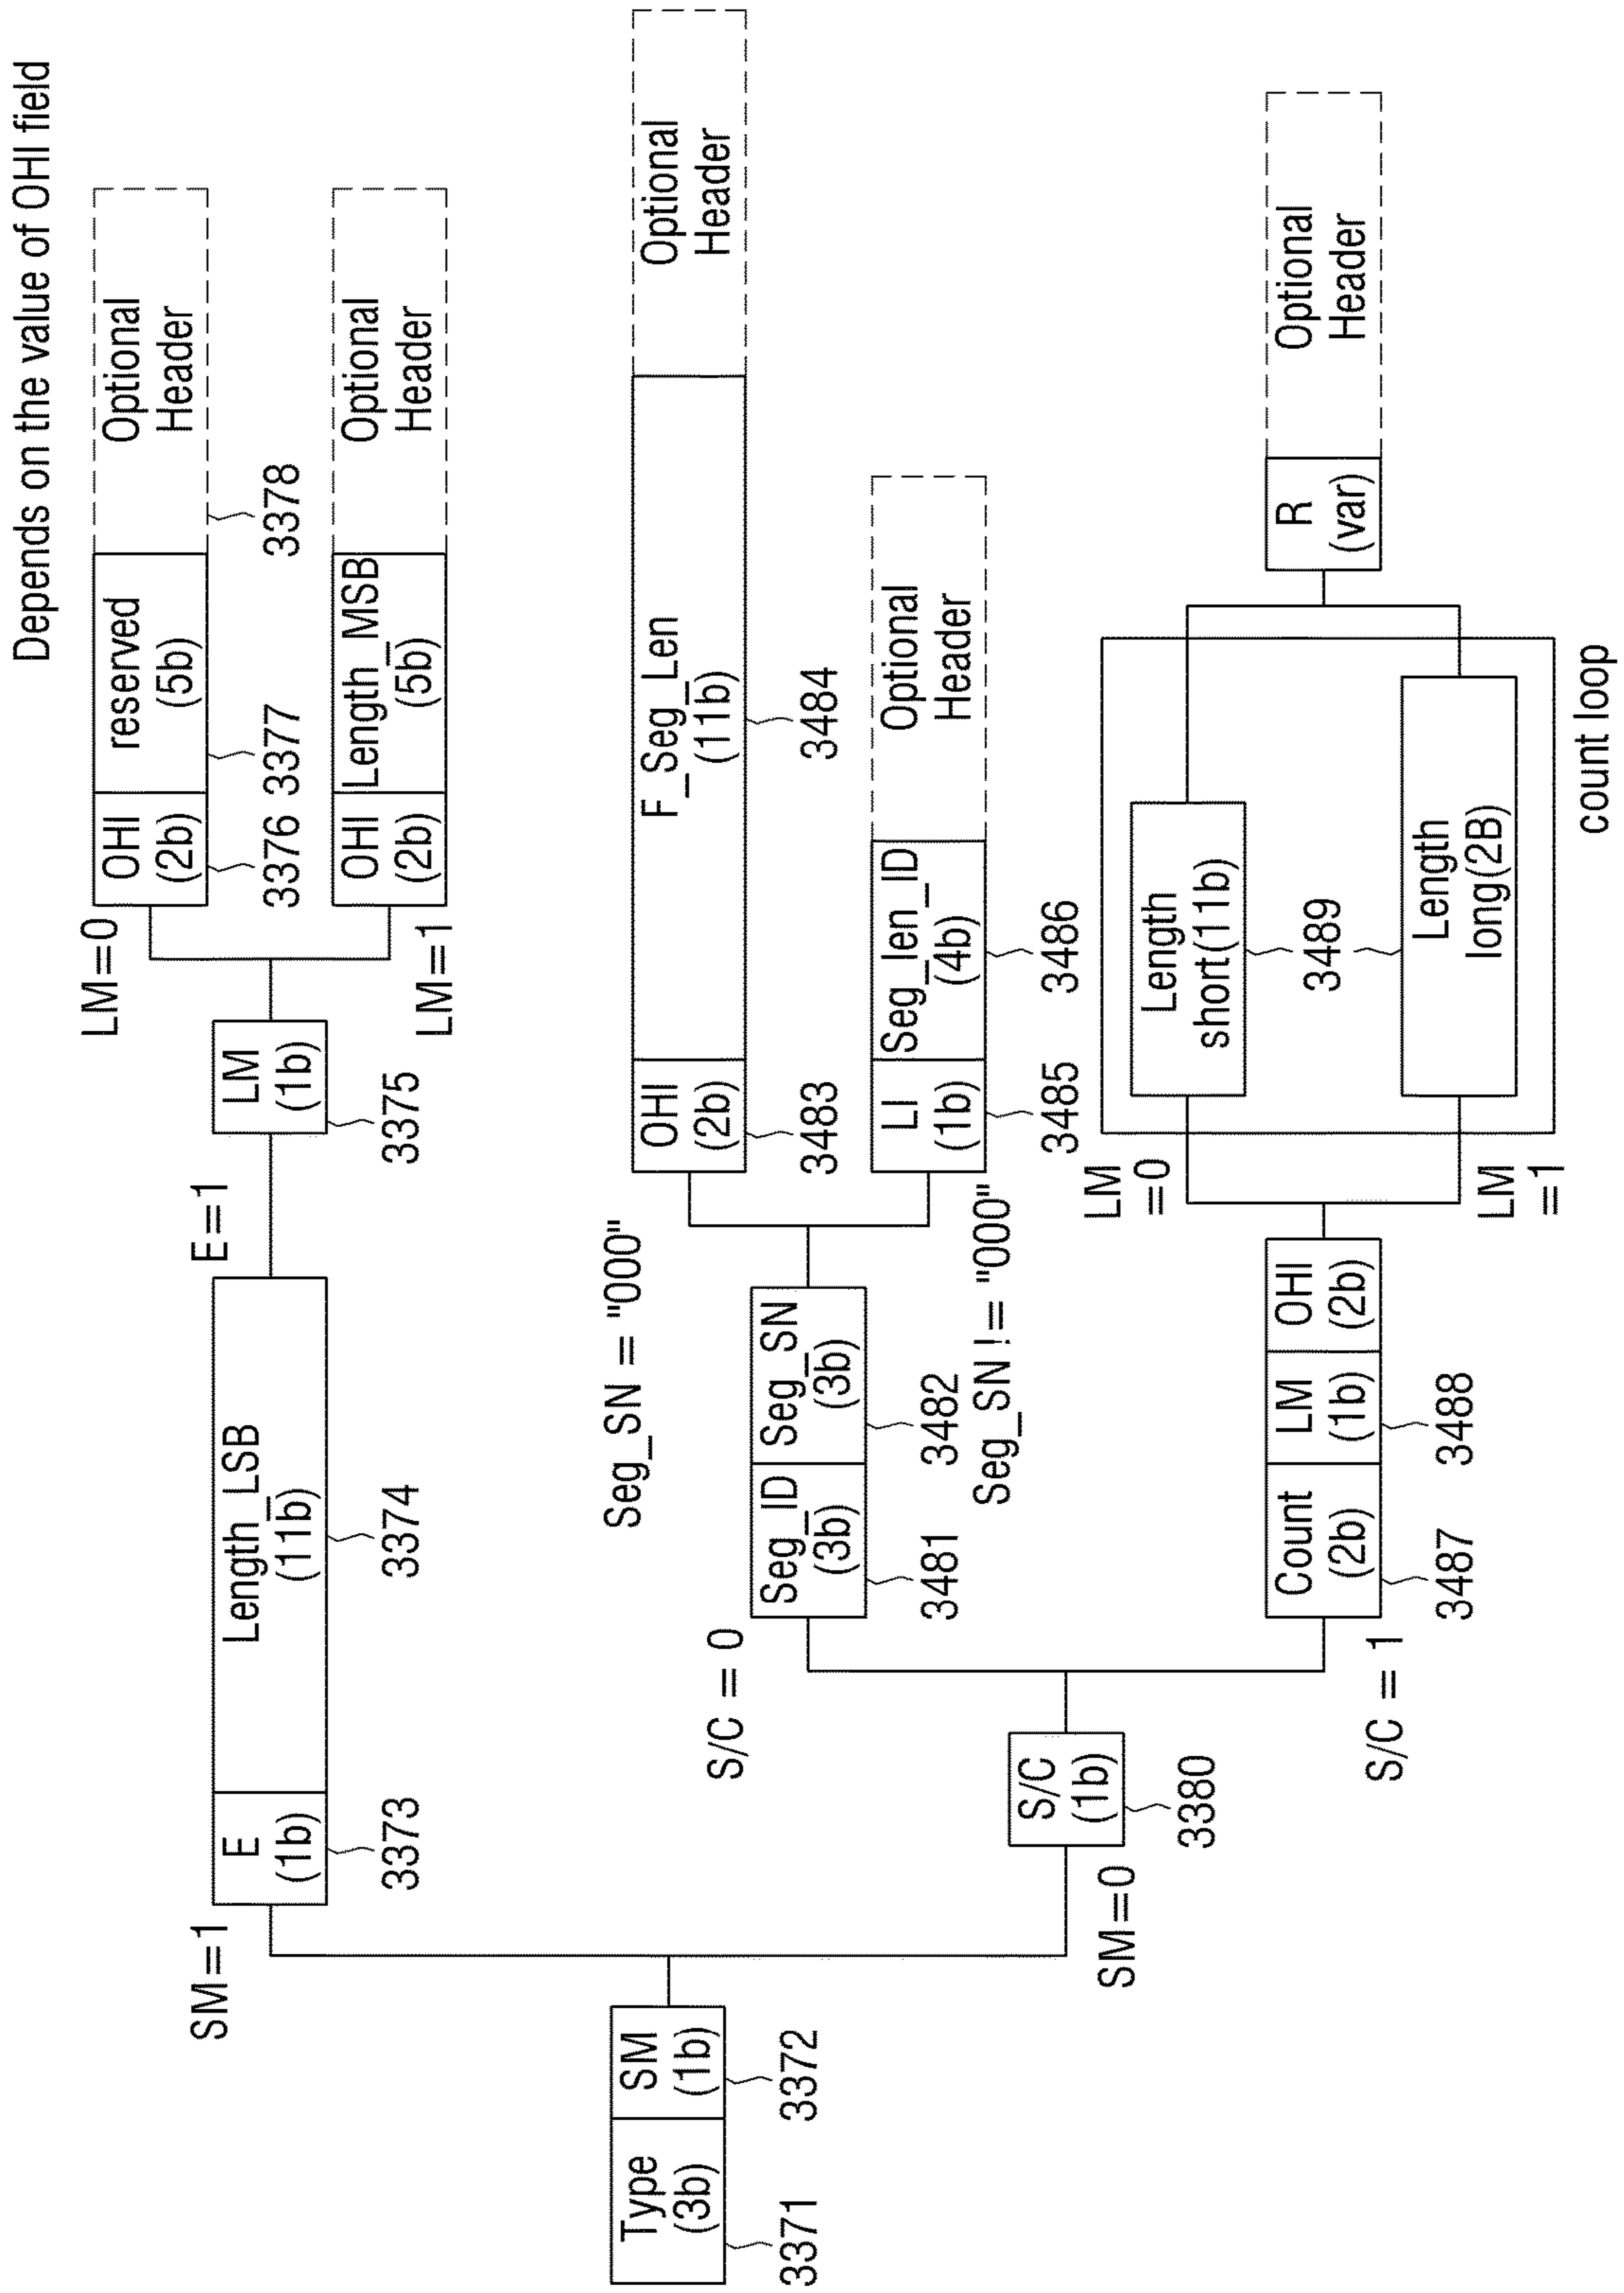 Depends on the value of OHI field
SM=1
E
(1b)
3373
Length_LSB
(11b)
3374
E=1
LM
(1b)
3375
LM=0
OHI
(2b)
3376
reserved
(5b)
3377
Optional
Header
3378
LM=1
OHI
(2b)
Length_MSB
(5b)
Optional
Header
Type
(3b)
3371
SM
(1b)
3372
SM=0
S/C
(1b)
3380
S/C = 0
Seg_ID
(3b)
3481
Seg_SN
(3b)
3482
Seg_SN = "000"
OHI
(2b)
3483
F_Seg_Len
(11b)
3484
Optional
Header
Seg_SN != "000"
LI
(1b)
3485
Seg_len_ID
(4b)
3486
Optional
Header
S/C = 1
Count
(2b)
3487
LM
(1b)
3488
OHI
(2b)
LM
=0
Length
short(11b)
3489
LM
=1
Length
long(2B)
count loop
R
(var)
Optional
Header